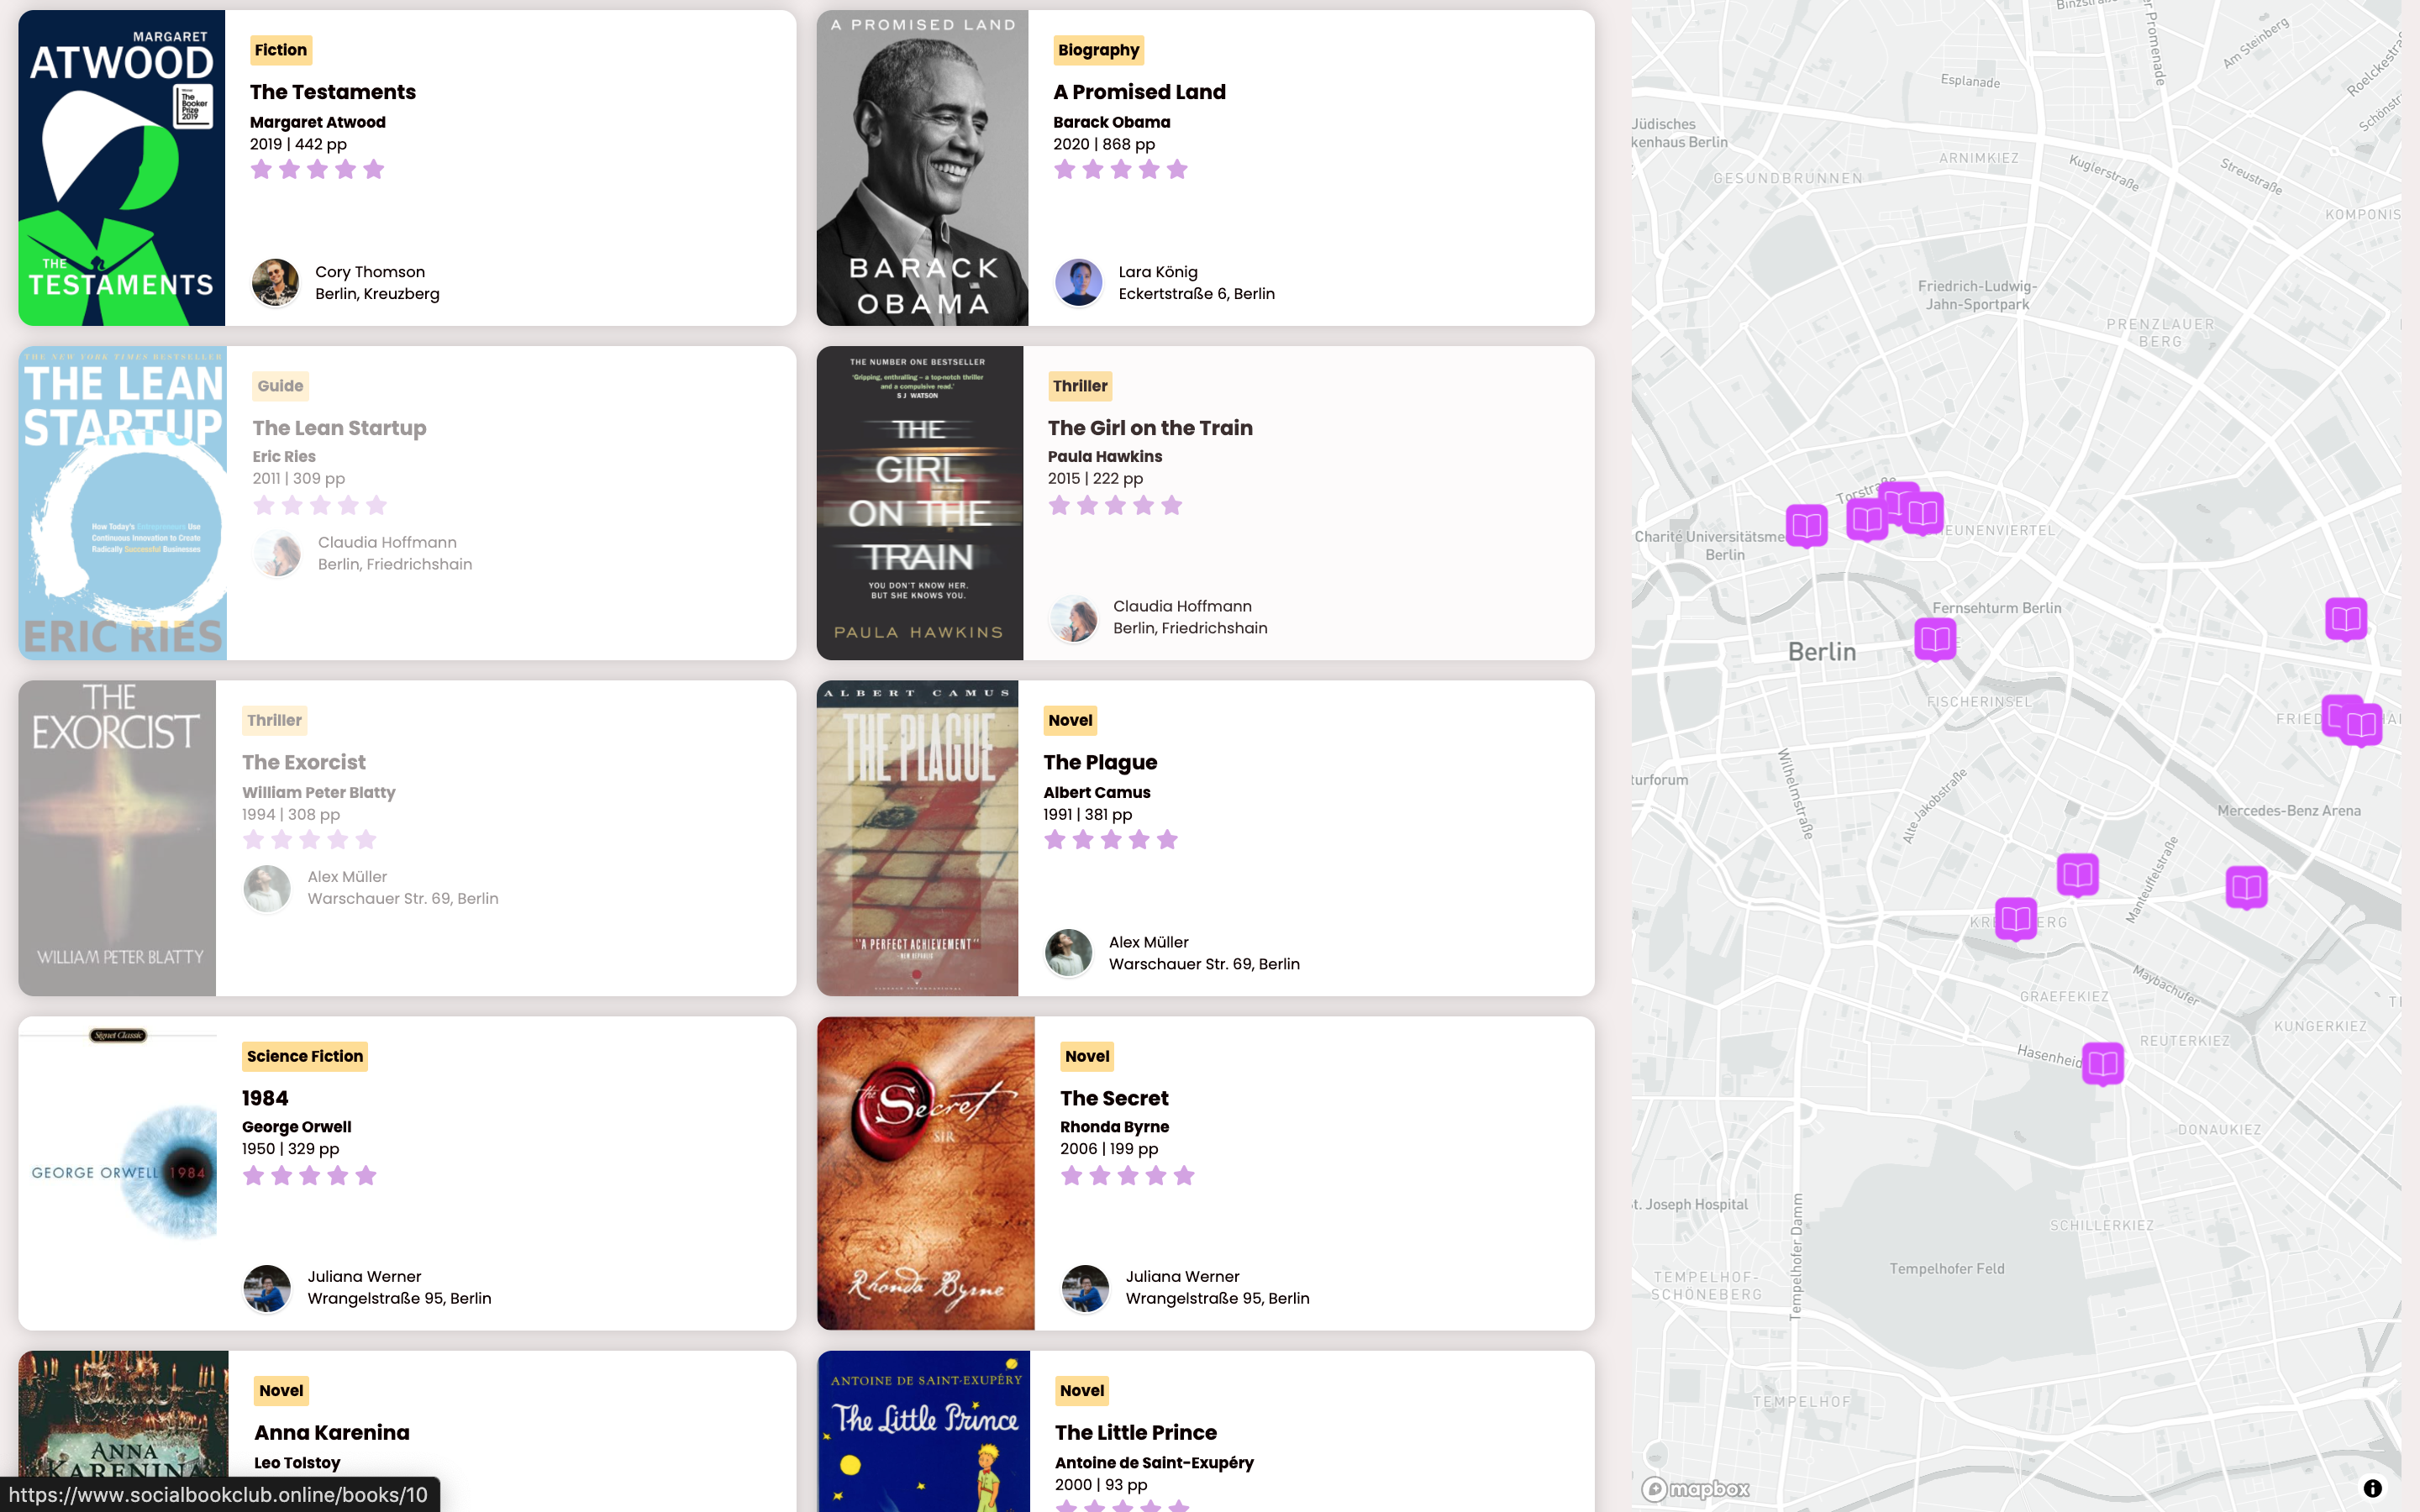 MARGARET
ATWOOD
Winner
The
Booker
Prize
2019
THE
TESTAMENTS
Fiction
The Testaments
Margaret Atwood
2019 | 442 pp
Cory Thomson
Berlin, Kreuzberg
A PROMISED LAND
BARACK
OBAMA
Biography
A Promised Land
Barack Obama
2020 | 868 pp
Lara König
Eckertstraße 6, Berlin
THE NEW YORK TIMES BESTSELLER
THE LEAN
STARTUP
How Today's Entrepreneurs Use
Continuous Innovation to Create
Radically Successful Businesses
ERIC RIES
Guide
The Lean Startup
Eric Ries
2011 | 309 pp
Claudia Hoffmann
Berlin, Friedrichshain
THE NUMBER ONE BESTSELLER
'Gripping, enthralling – a top-notch thriller
and a compulsive read.'
S J WATSON
THE
GIRL
ON THE
TRAIN
YOU DON'T KNOW HER.
BUT SHE KNOWS YOU.
PAULA HAWKINS
Thriller
The Girl on the Train
Paula Hawkins
2015 | 222 pp
Claudia Hoffmann
Berlin, Friedrichshain
THE
EXORCIST
WILLIAM PETER BLATTY
Thriller
The Exorcist
William Peter Blatty
1994 | 308 pp
Alex Müller
Warschauer Str. 69, Berlin
ALBERT CAMUS
THE PLAGUE
"A PERFECT ACHIEVEMENT"
—NEW REPUBLIC
Novel
The Plague
Albert Camus
1991 | 381 pp
Alex Müller
Warschauer Str. 69, Berlin
Signet Classic
GEORGE ORWELL 1984
Science Fiction
1984
George Orwell
1950 | 329 pp
Juliana Werner
Wrangelstraße 95, Berlin
the Secret
Rhonda Byrne
Novel
The Secret
Rhonda Byrne
2006 | 199 pp
Juliana Werner
Wrangelstraße 95, Berlin
ANNA
KARENINA
Novel
Anna Karenina
Leo Tolstoy
ANTOINE DE SAINT-EXUPÉRY
The Little Prince
Novel
The Little Prince
Antoine de Saint-Exupéry
2000 | 93 pp
https://www.socialbookclub.online/books/10
Binzstraße
er Promenade
Am Steinberg
Roelckestra
Esplanade
Schönstr
Jüdisches
kenhaus Berlin
ARNIMKIEZ
Kuglerstraße
Streustraße
GESUNDBRUNNEN
KOMPONIS
Friedrich-Ludwig-
Jahn-Sportpark
PRENZLAUER
BERG
Torstraße
EUNENVIERTEL
Charité Universitätsme
Berlin
Fernsehturm Berlin
Berlin
FISCHERINSEL
FRIED
Wilhelmstraße
turforum
Alte Jakobstraße
Mercedes-Benz Arena
Manteuffelstraße
KRE
ERG
Maybachufer
GRAEFEKIEZ
KUNGERKIEZ
REUTERKIEZ
Hasenheid
DONAUKIEZ
t. Joseph Hospital
Tempelhofer Damm
SCHILLERKIEZ
Tempelhofer Feld
TEMPELHOF-
SCHÖNEBERG
TEMPELHOF
mapbox